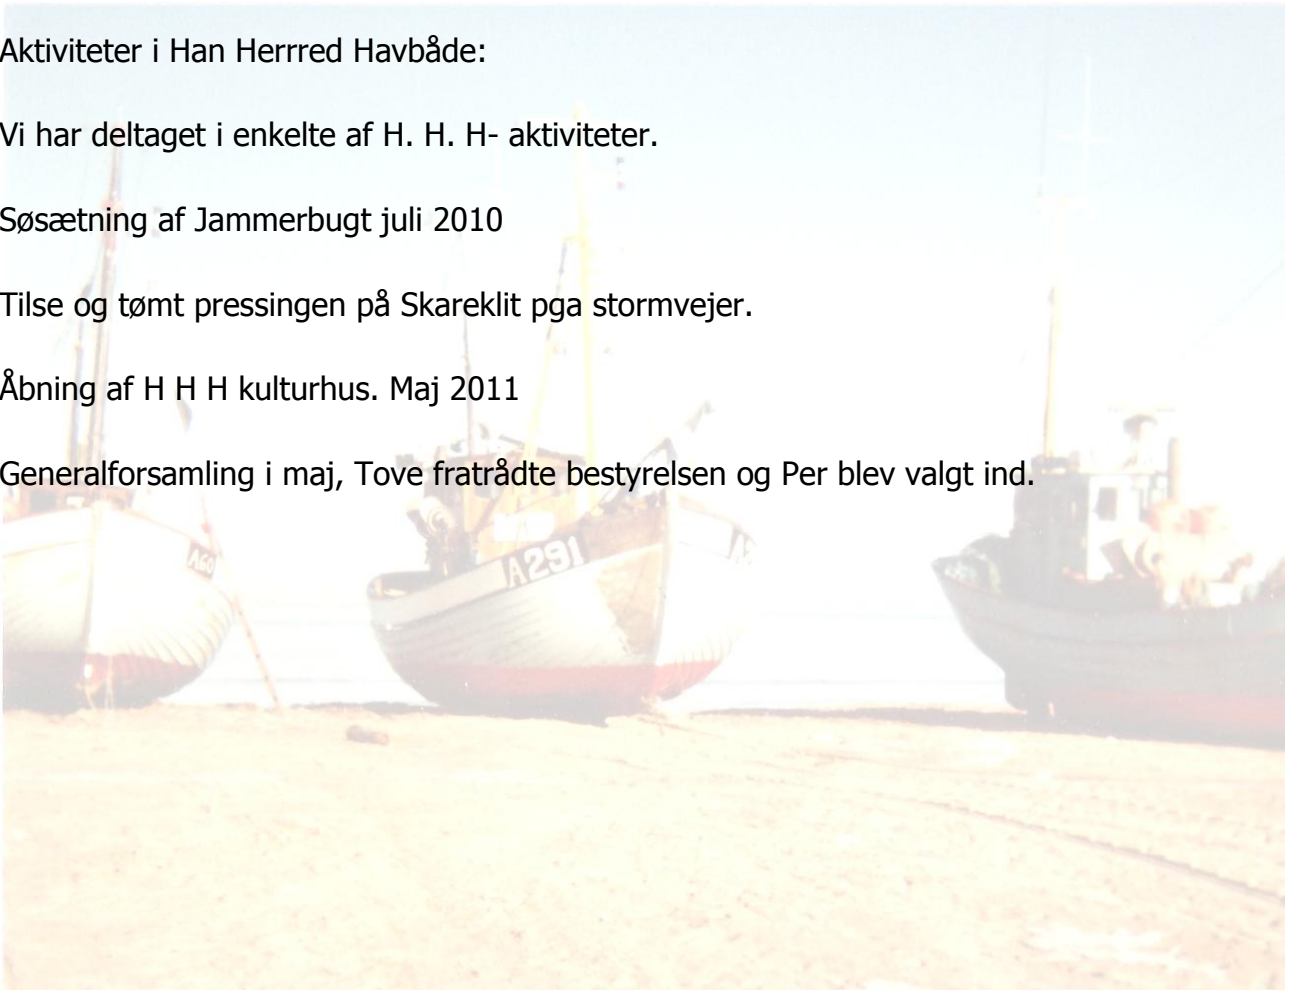 Aktiviteter i Han Herrred Havbåde:
Vi har deltaget i enkelte af H. H. H- aktiviteter.
Søsætning af Jammerbugt juli 2010
Tilse og tømt pressingen på Skareklit pga stormvejer.
Åbning af H H H kulturhus. Maj 2011
Generalforsamling i maj, Tove fratrådte bestyrelsen og Per blev valgt ind.
A60
A291